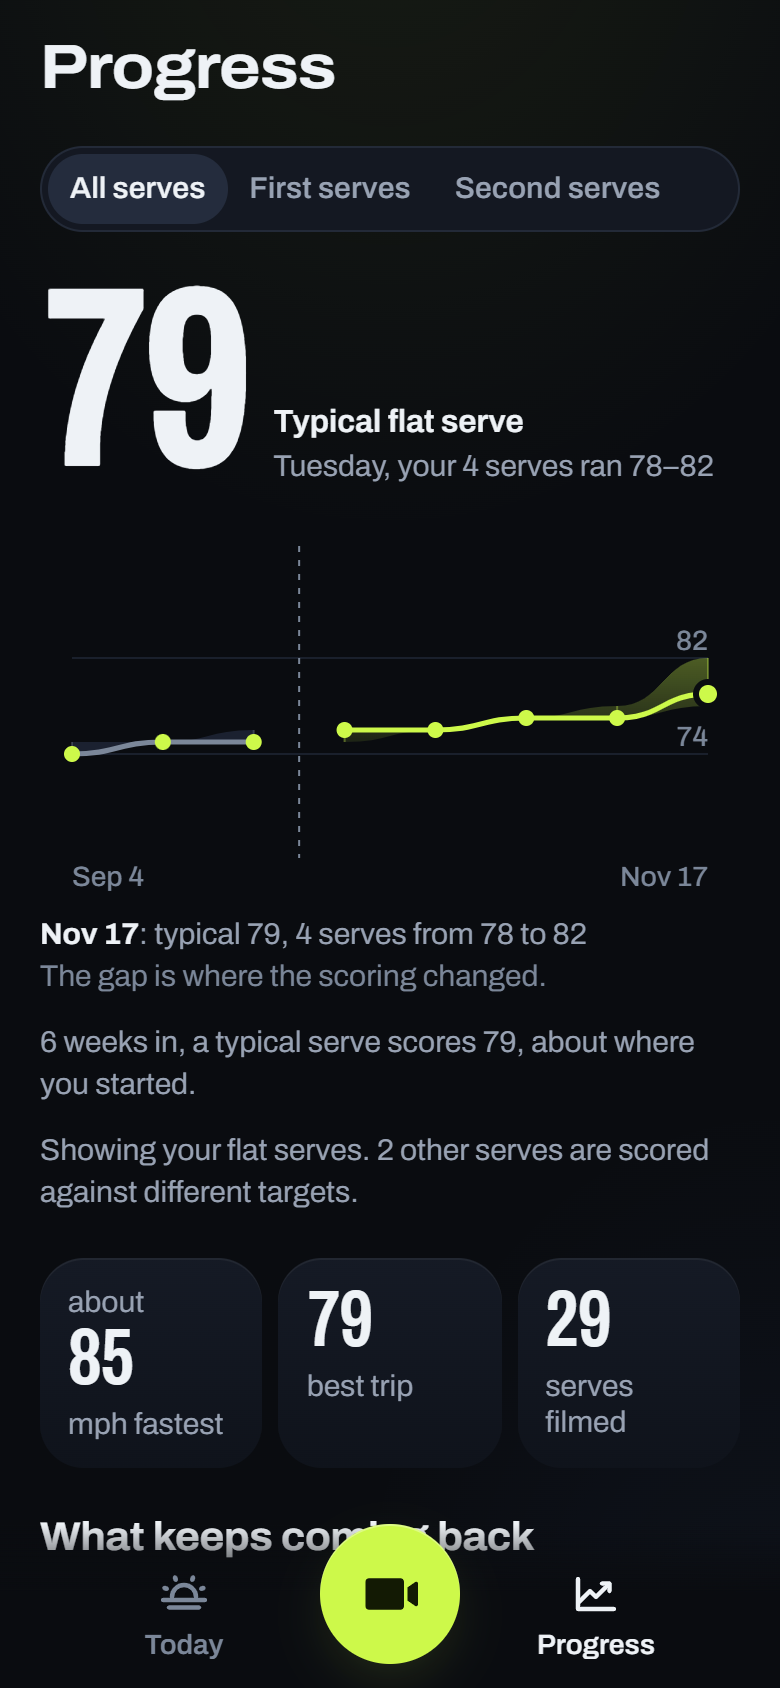 Progress
All serves First serves Second serves
79
Typical flat serve
Tuesday, your 4 serves ran 78–82
82
74
Sep 4 Nov 17
Nov 17: typical 79, 4 serves from 78 to 82
The gap is where the scoring changed.
6 weeks in, a typical serve scores 79, about where
you started.
Showing your flat serves. 2 other serves are scored
against different targets.
about
85
mph fastest
79
best trip
29
serves
filmed
What keeps coming back
Today
Progress